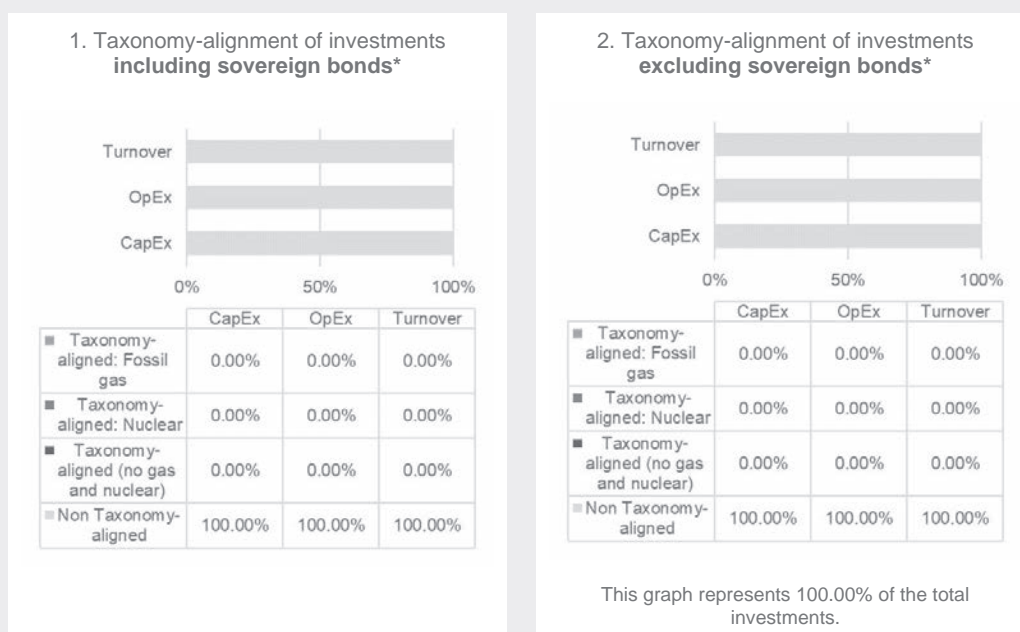 1. Taxonomy-alignment of investments
including sovereign bonds*
Turnover
OpEx
CapEx
0% 50% 100%
CapEx OpEx Turnover
Taxonomy-
aligned: Fossil
gas
0.00% 0.00% 0.00%
Taxonomy-
aligned: Nuclear
0.00% 0.00% 0.00%
Taxonomy-
aligned (no gas
and nuclear)
0.00% 0.00% 0.00%
Non Taxonomy-
aligned
100.00% 100.00% 100.00%
2. Taxonomy-alignment of investments
excluding sovereign bonds*
Turnover
OpEx
CapEx
0% 50% 100%
CapEx OpEx Turnover
Taxonomy-
aligned: Fossil
gas
0.00% 0.00% 0.00%
Taxonomy-
aligned: Nuclear
0.00% 0.00% 0.00%
Taxonomy-
aligned (no gas
and nuclear)
0.00% 0.00% 0.00%
Non Taxonomy-
aligned
100.00% 100.00% 100.00%
This graph represents 100.00% of the total
investments.